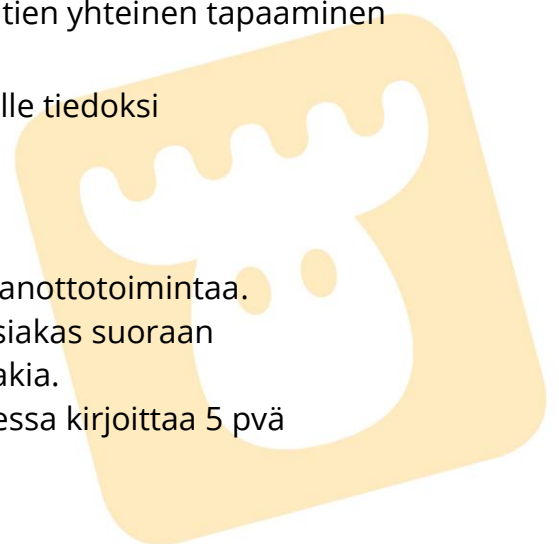 tien yhteinen tapaaminen
lle tiedoksi
anottotoimintaa.
siakas suoraan
akia.
essa kirjoittaa 5 pvä